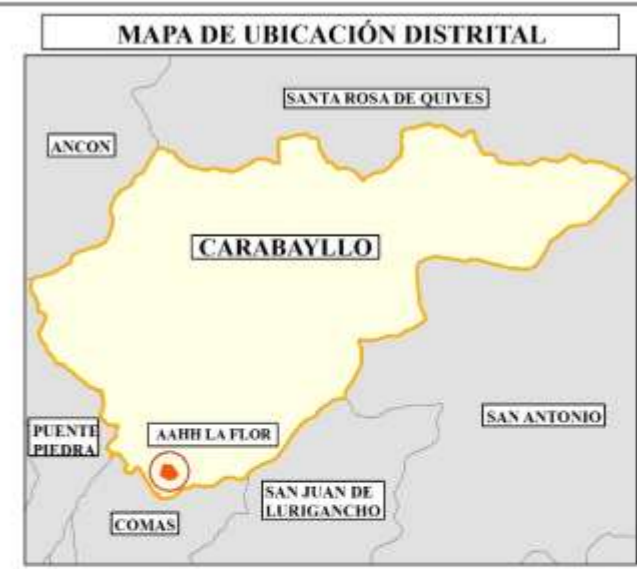 MAPA DE UBICACIÓN DISTRITAL
SANTA ROSA DE QUIVES
ANCON
CARABAYLLO
SAN ANTONIO
PUENTE
PIEDRA
AAHH LA FLOR
SAN JUAN DE
LURIGANCHO
COMAS